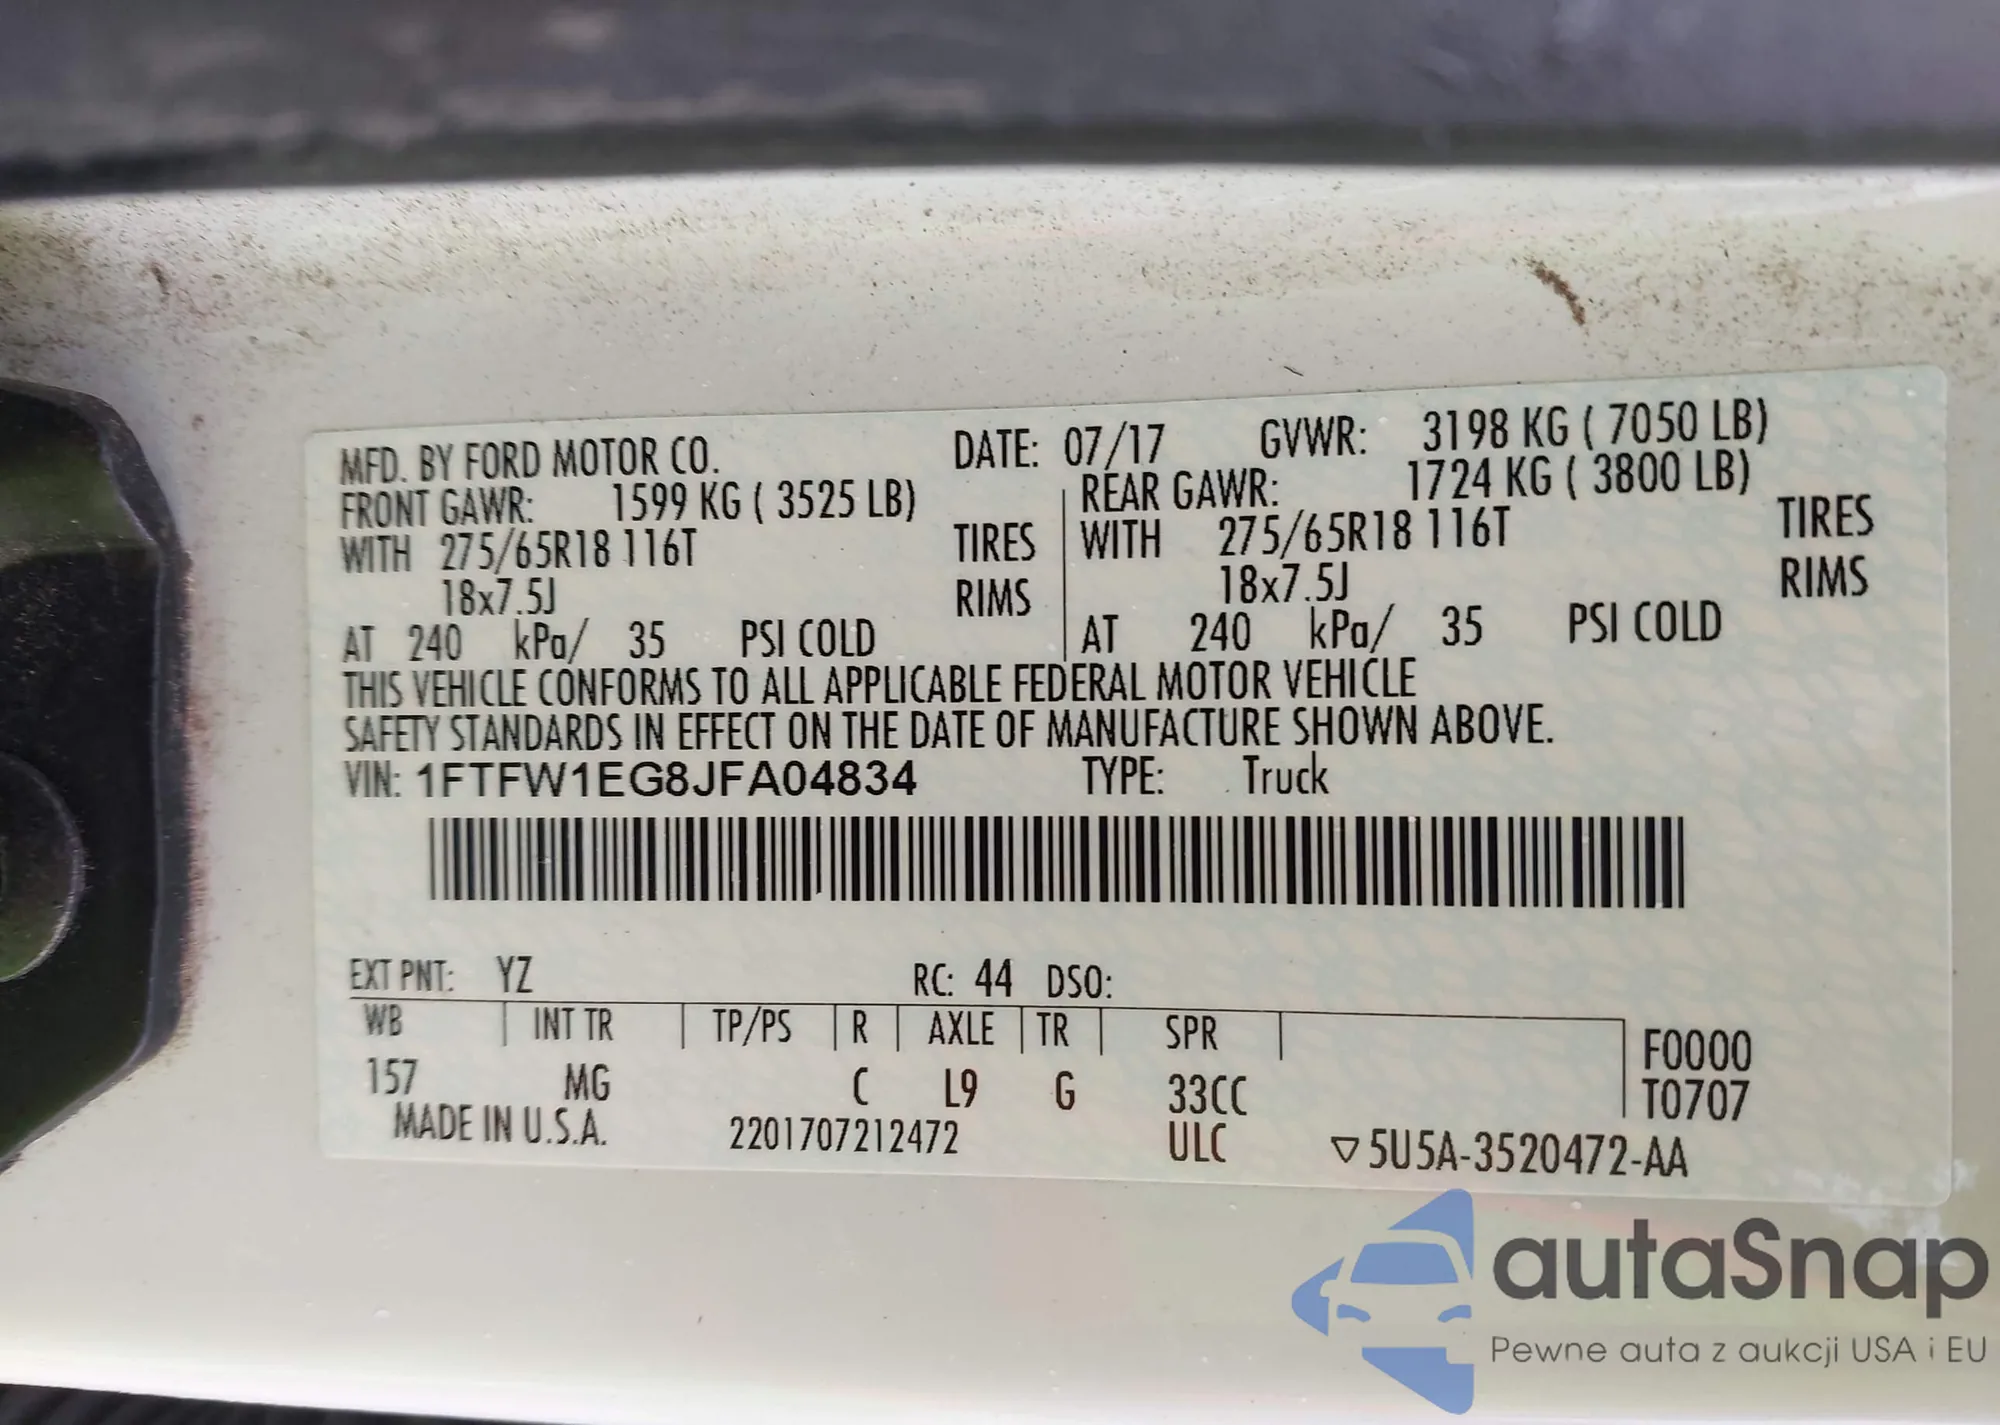 MFD. BY FORD MOTOR CO. DATE: 07/17 GVWR: 3198 KG ( 7050 LB)
FRONT GAWR: 1599 KG ( 3525 LB) REAR GAWR: 1724 KG ( 3800 LB)
WITH 275/65R18 116T TIRES WITH 275/65R18 116T TIRES
18x7.5J RIMS 18x7.5J RIMS
AT 240 kPa/ 35 PSI COLD AT 240 kPa/ 35 PSI COLD
THIS VEHICLE CONFORMS TO ALL APPLICABLE FEDERAL MOTOR VEHICLE
SAFETY STANDARDS IN EFFECT ON THE DATE OF MANUFACTURE SHOWN ABOVE.
VIN: 1FTFW1EG8JFA04834 TYPE: Truck
EXT PNT: YZ RC: 44 DSO:
WB INT TR TP/PS R AXLE TR SPR F0000
157 MG C L9 G 33CC T0707
MADE IN U.S.A. 2201707212472 ULC ▽5U5A-3520472-AA
autaSnap
Pewne auta z aukcji USA i EU